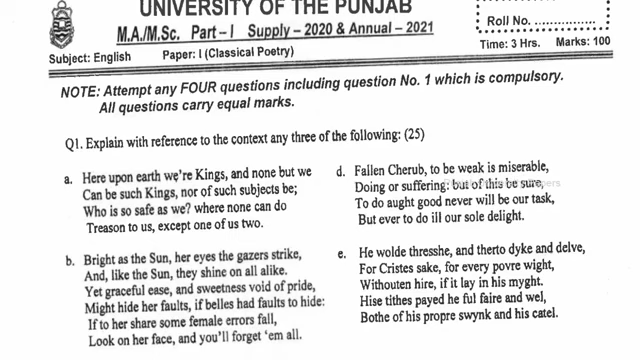 UNIVERSITY OF THE PUNJAB
M.A./M.Sc. Part – I Supply – 2020 & Annual – 2021
Subject: English Paper: I (Classical Poetry)
Roll No. ................
Time: 3 Hrs. Marks: 100
NOTE: Attempt any FOUR questions including question No. 1 which is compulsory.
All questions carry equal marks.
Q1. Explain with reference to the context any three of the following: (25)
a. Here upon earth we're Kings, and none but we
Can be such Kings, nor of such subjects be;
Who is so safe as we? where none can do
Treason to us, except one of us two.
b. Bright as the Sun, her eyes the gazers strike,
And, like the Sun, they shine on all alike.
Yet graceful ease, and sweetness void of pride,
Might hide her faults, if belles had faults to hide:
If to her share some female errors fall,
Look on her face, and you'll forget 'em all.
d. Fallen Cherub, to be weak is miserable,
Doing or suffering: but of this be sure,
To do aught good never will be our task,
But ever to do ill our sole delight.
e. He wolde thresshe, and therto dyke and delve,
For Cristes sake, for every povre wight,
Withouten hire, if it lay in his myght.
Hise tithes payed he ful faire and wel,
Bothe of his propre swynk and his catel.